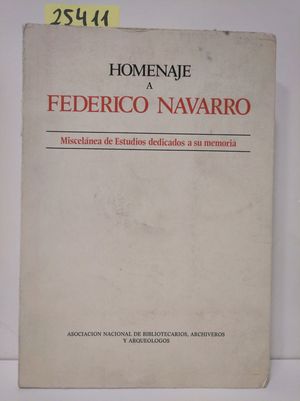 25411
HOMENAJE
A
FEDERICO NAVARRO
Miscelánea de Estudios dedicados a su memoria
ASOCIACION NACIONAL DE BIBLIOTECARIOS, ARCHIVEROS
Y ARQUEOLOGOS